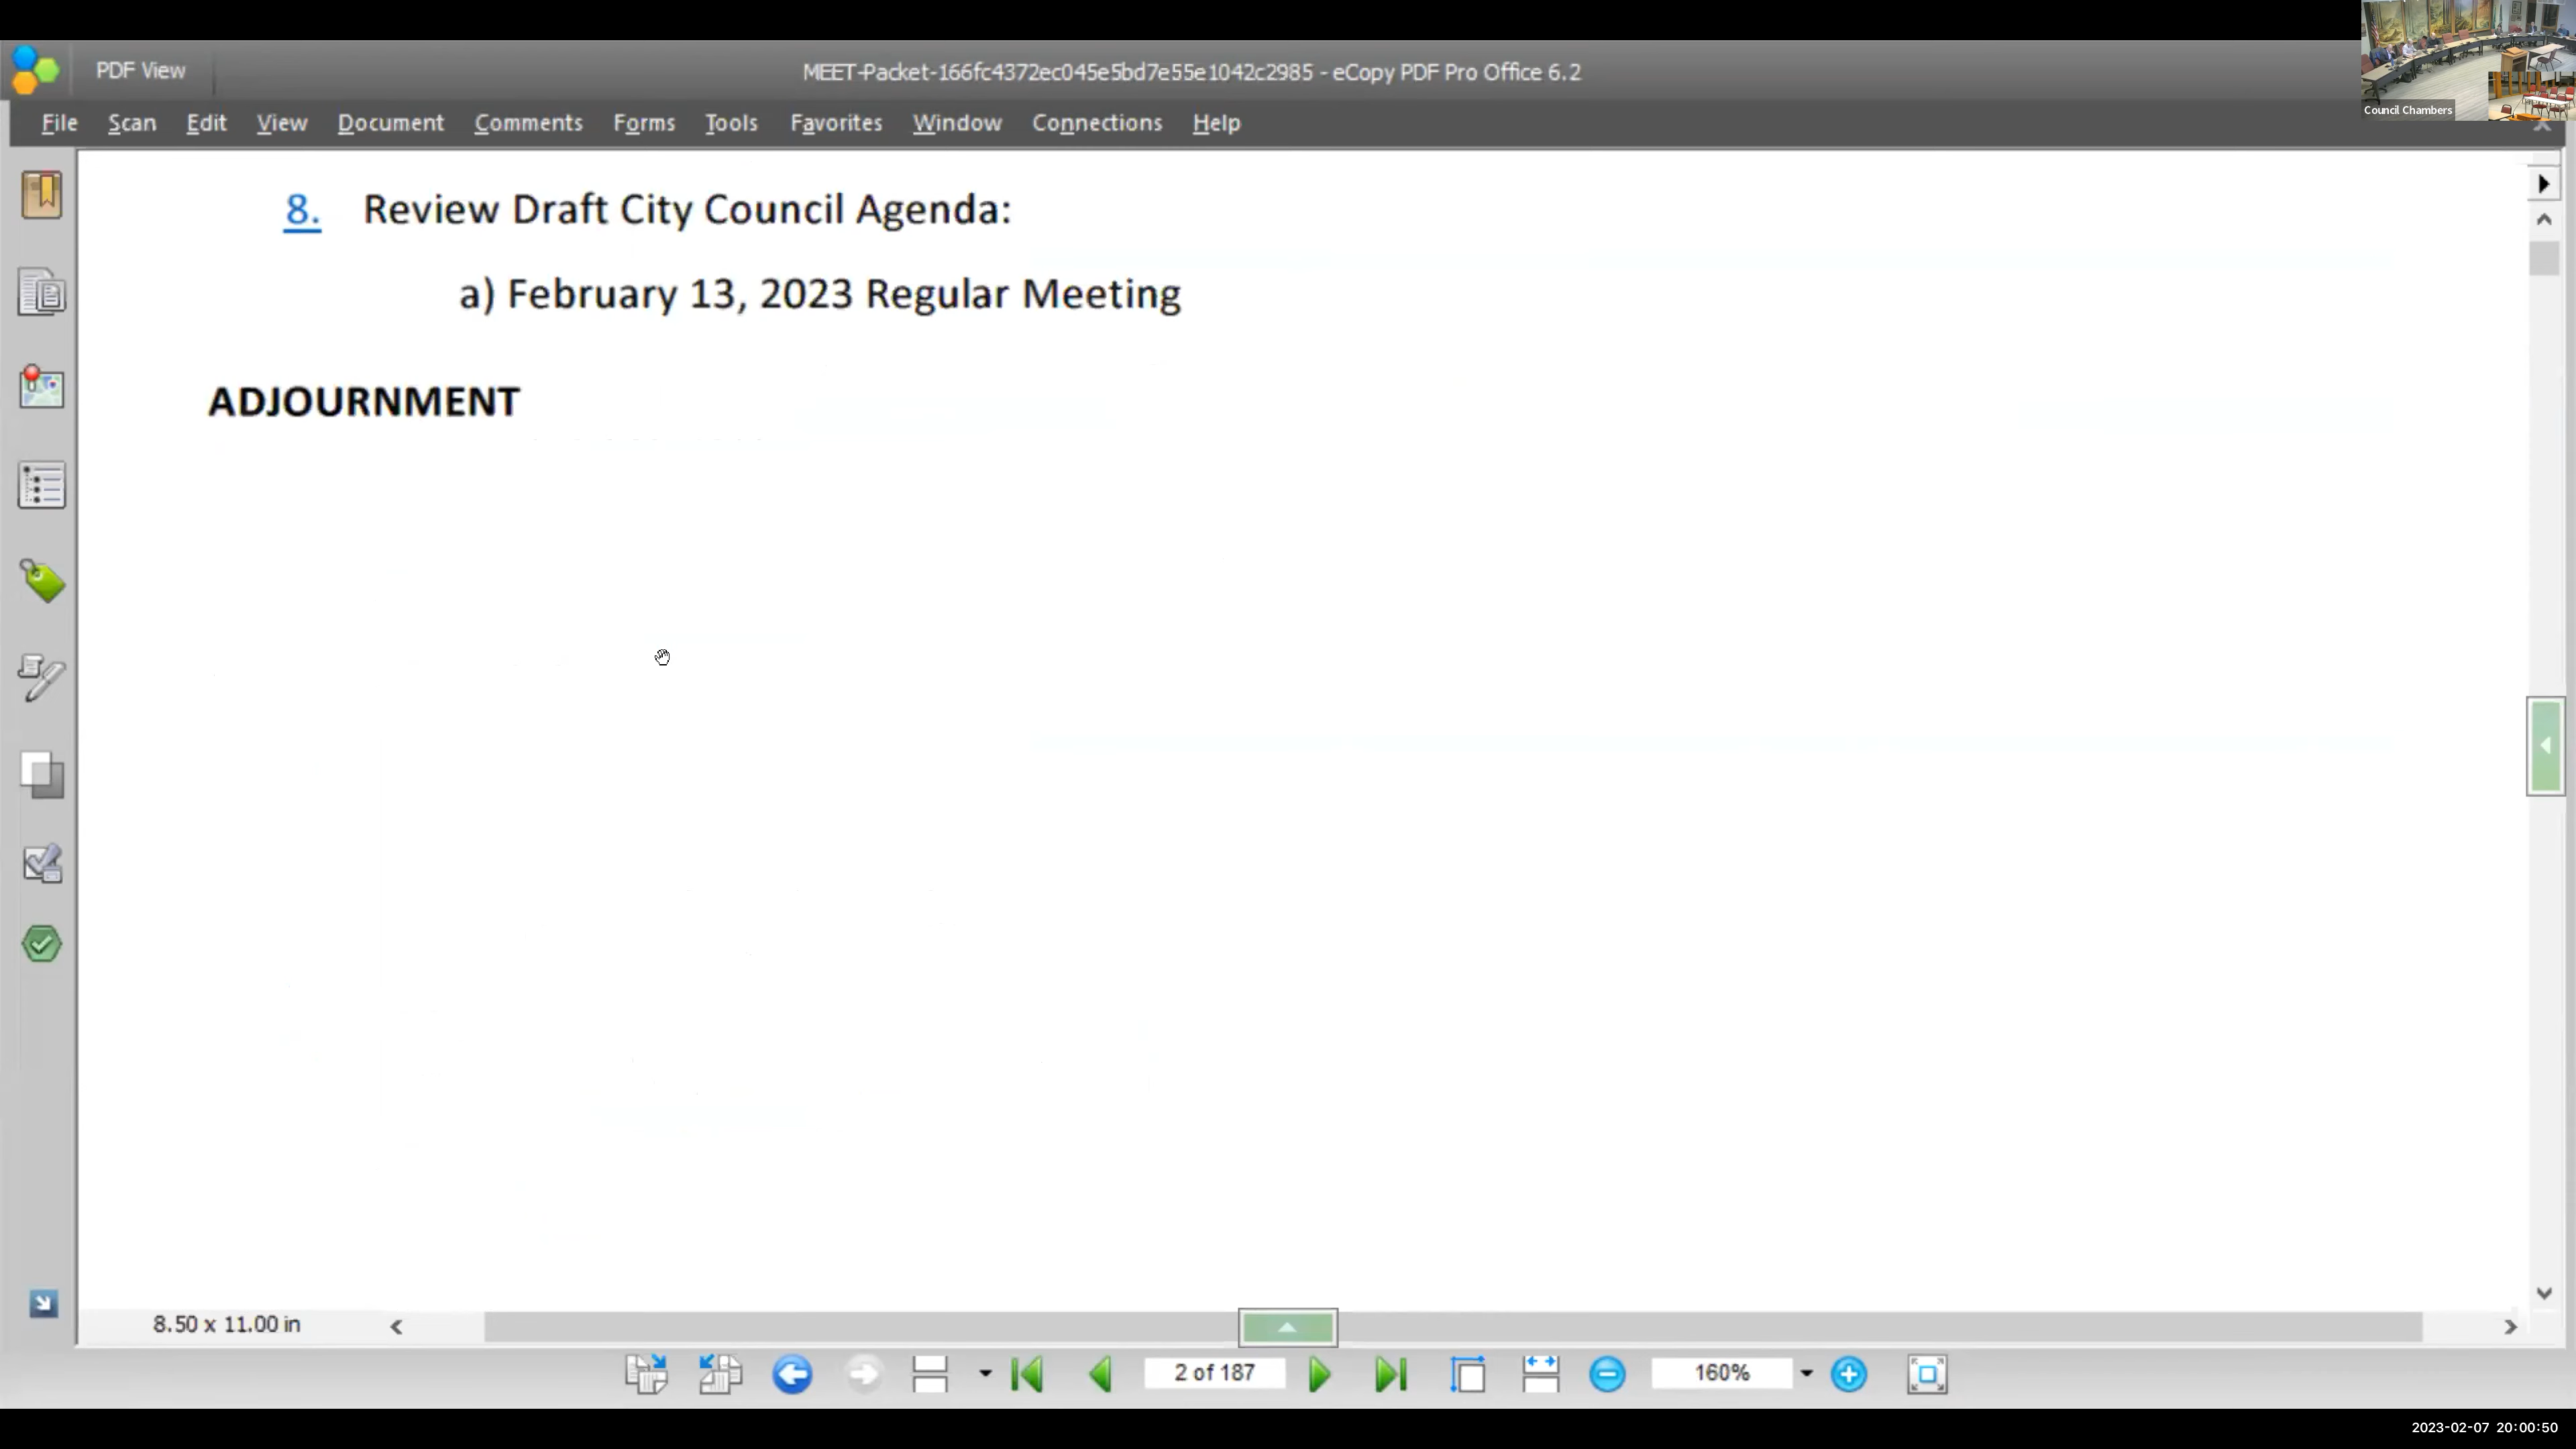 PDF View
MEET-Packet-166fc4372ec045e5bd7e55e1042c2985 - eCopy PDF Pro Office 6.2
Council Chambers
File Scan Edit View Document Comments Forms Tools Favorites Window Connections Help
8. Review Draft City Council Agenda:
a) February 13, 2023 Regular Meeting
ADJOURNMENT
8.50 x 11.00 in
2 of 187
160%
2023-02-07 20:00:50